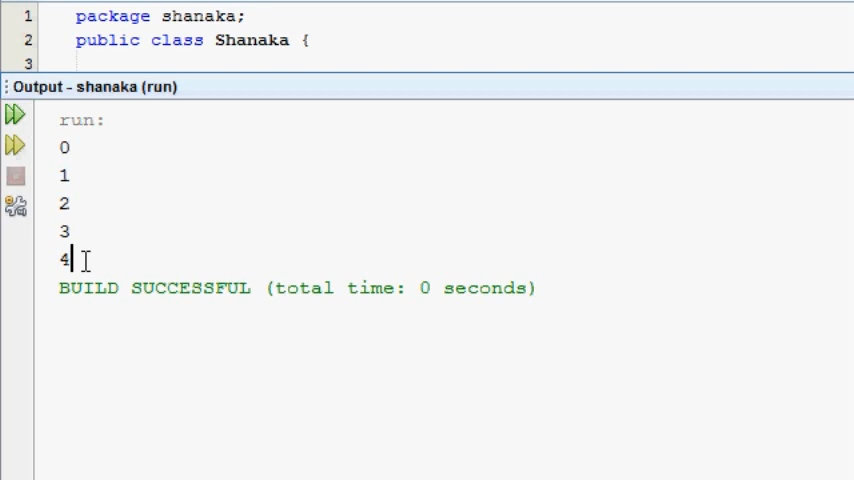 1 package shanaka;
2 public class Shanaka {
3
Output - shanaka (run)
run:
0
1
2
3
4
BUILD SUCCESSFUL (total time: 0 seconds)